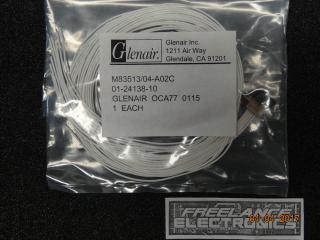 Glenair.
Glenair Inc.
1211 Air Way
Glendale, CA 91201
M83513/04-A02C
01-24138-10
GLENAIR OCA77 0115
1 EACH
FREELANCE
ELECTRONICS